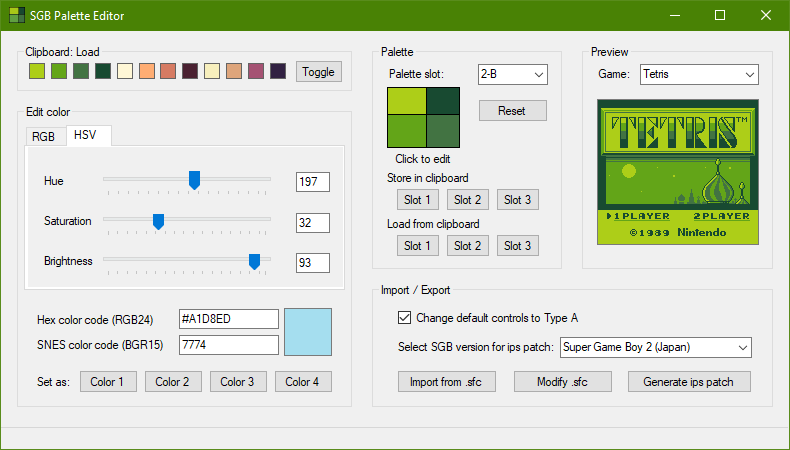 SGB Palette Editor
Clipboard: Load
Toggle
Edit color
RGB HSV
Hue 197
Saturation 32
Brightness 93
Hex color code (RGB24) #A1D8ED
SNES color code (BGR15) 7774
Set as: Color 1 Color 2 Color 3 Color 4
Palette
Palette slot: 2-B
Reset
Click to edit
Store in clipboard
Slot 1 Slot 2 Slot 3
Load from clipboard
Slot 1 Slot 2 Slot 3
Preview
Game: Tetris
TETRIS™
1PLAYER 2PLAYER
©1989 Nintendo
Import / Export
Change default controls to Type A
Select SGB version for ips patch: Super Game Boy 2 (Japan)
Import from .sfc Modify .sfc Generate ips patch